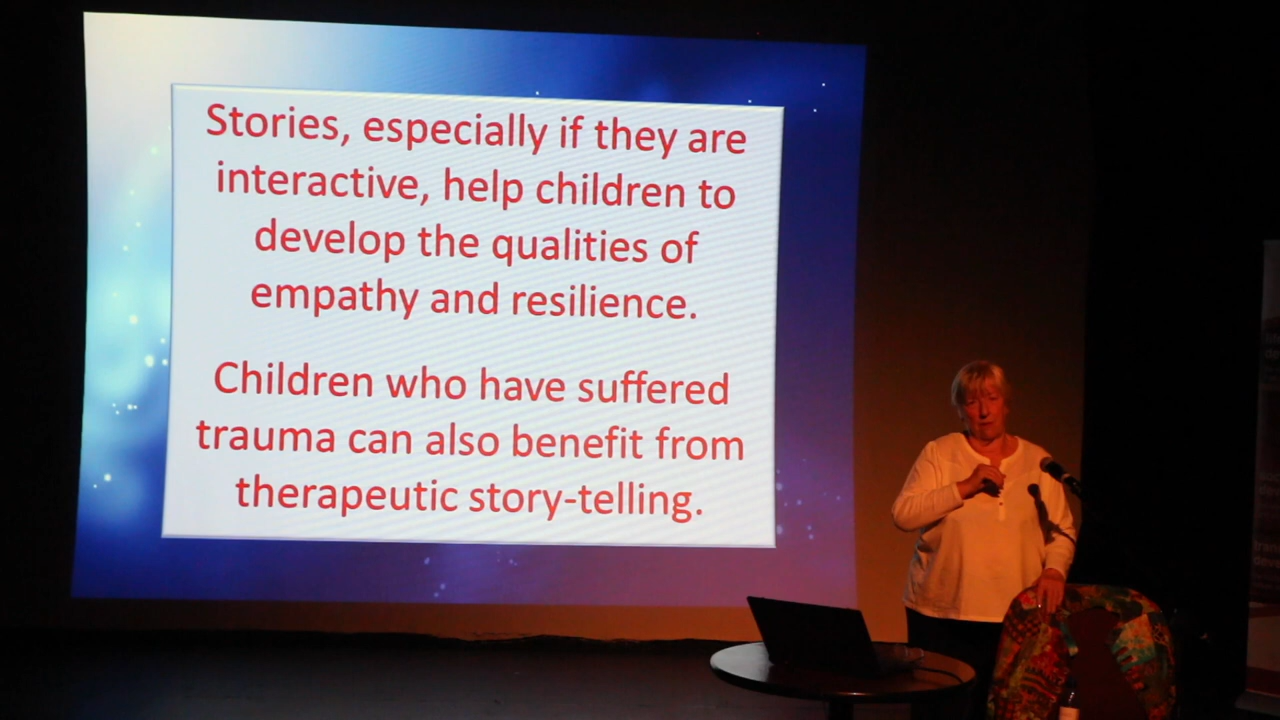 Stories, especially if they are
interactive, help children to
develop the qualities of
empathy and resilience.
Children who have suffered
trauma can also benefit from
therapeutic story-telling.